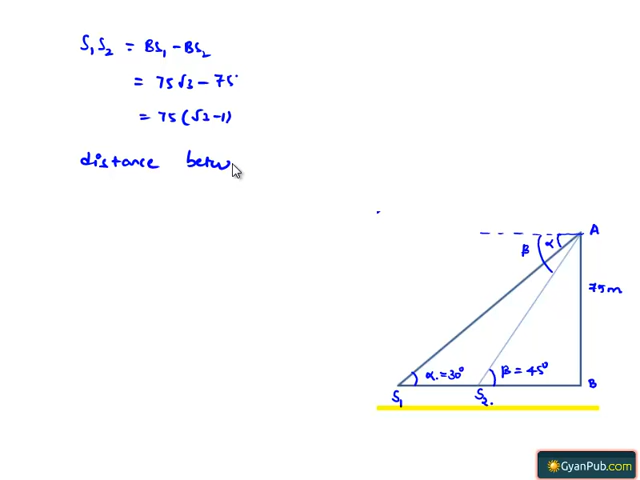 S₁S₂ = BS₁ - BS₂
= 75√3 - 75
= 75(√3-1)
distance betw
A
β
α
75m
α = 30°
β = 45°
B
S₁
S₂.
GyanPub.com